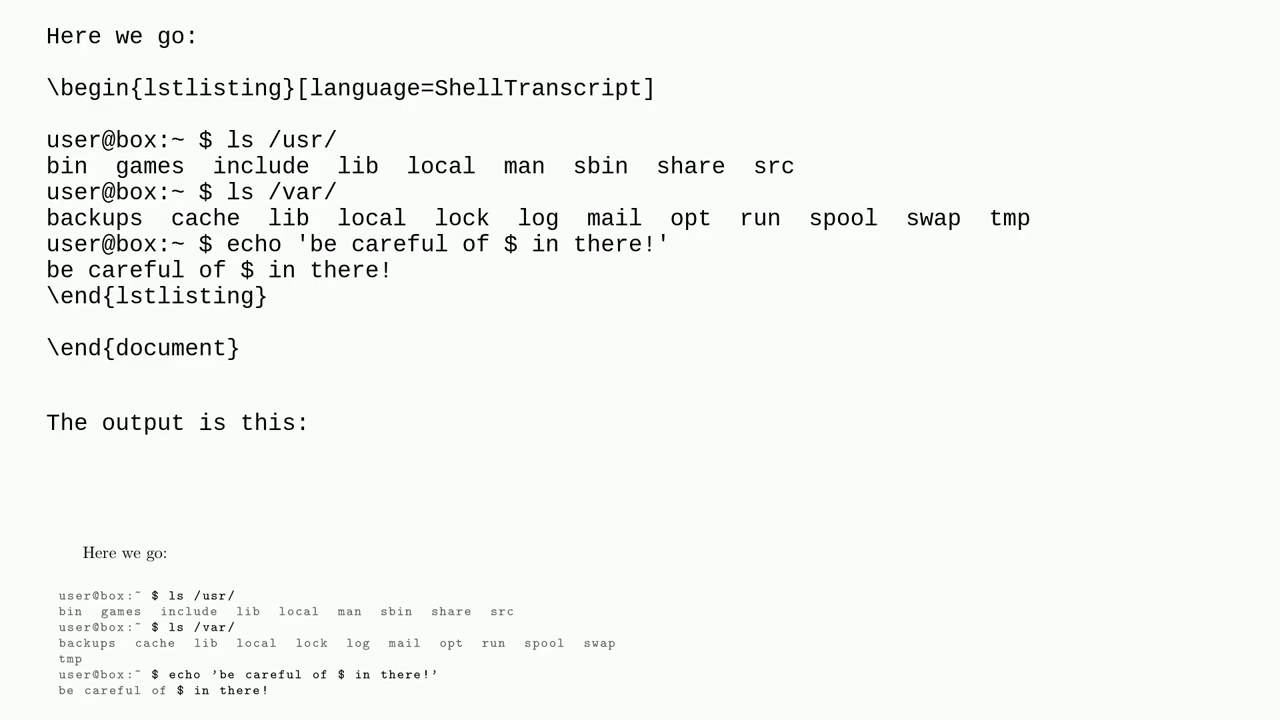 Here we go:
\begin{lstlisting}[language=ShellTranscript]
user@box:~ $ ls /usr/
bin  games  include  lib  local  man  sbin  share  src
user@box:~ $ ls /var/
backups  cache  lib  local  lock  log  mail  opt  run  spool  swap  tmp
user@box:~ $ echo 'be careful of $ in there!'
be careful of $ in there!
\end{lstlisting}
\end{document}
The output is this:
Here we go:
user@box:~ $ ls /usr/
bin  games  include  lib  local  man  sbin  share  src
user@box:~ $ ls /var/
backups  cache  lib  local  lock  log  mail  opt  run  spool  swap
tmp
user@box:~ $ echo ’be careful of $ in there!’
be careful of $ in there!